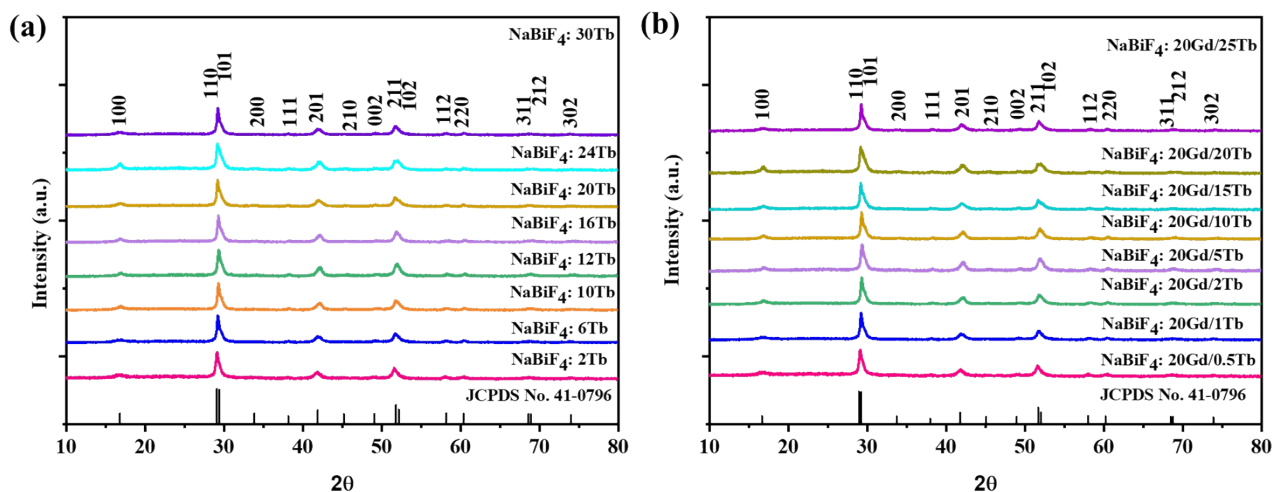 (a)
NaBiF4: 30Tb
100
110
101
200
111
201
210
002
211
102
112
220
311
212
302
NaBiF4: 24Tb
NaBiF4: 20Tb
NaBiF4: 16Tb
NaBiF4: 12Tb
NaBiF4: 10Tb
NaBiF4: 6Tb
NaBiF4: 2Tb
JCPDS No. 41-0796
Intensity (a.u.)
10 20 30 40 50 60 70 80
2θ
(b)
NaBiF4: 20Gd/25Tb
100
110
101
200
111
201
210
002
211
102
112
220
311
212
302
NaBiF4: 20Gd/20Tb
NaBiF4: 20Gd/15Tb
NaBiF4: 20Gd/10Tb
NaBiF4: 20Gd/5Tb
NaBiF4: 20Gd/2Tb
NaBiF4: 20Gd/1Tb
NaBiF4: 20Gd/0.5Tb
JCPDS No. 41-0796
Intensity (a.u.)
10 20 30 40 50 60 70 80
2θ